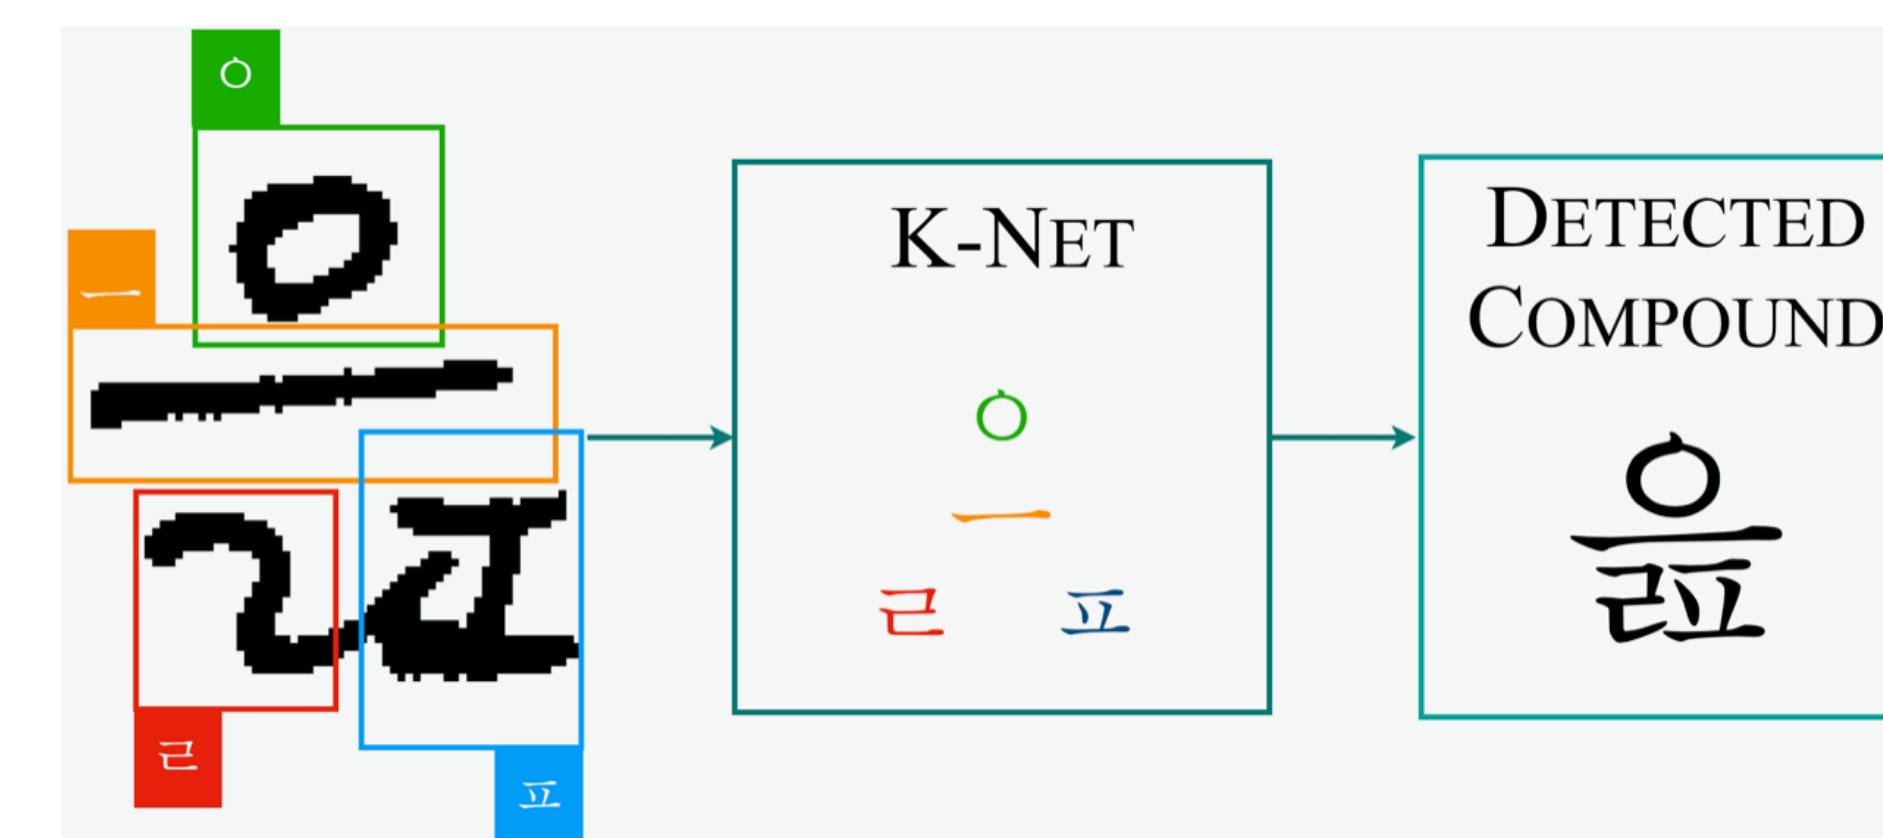 ㅇ
ㅡ
ㄹ
ㅍ
K-NET
ㅇ
ㅡ
ㄹ ㅍ
DETECTED
COMPOUND
읊